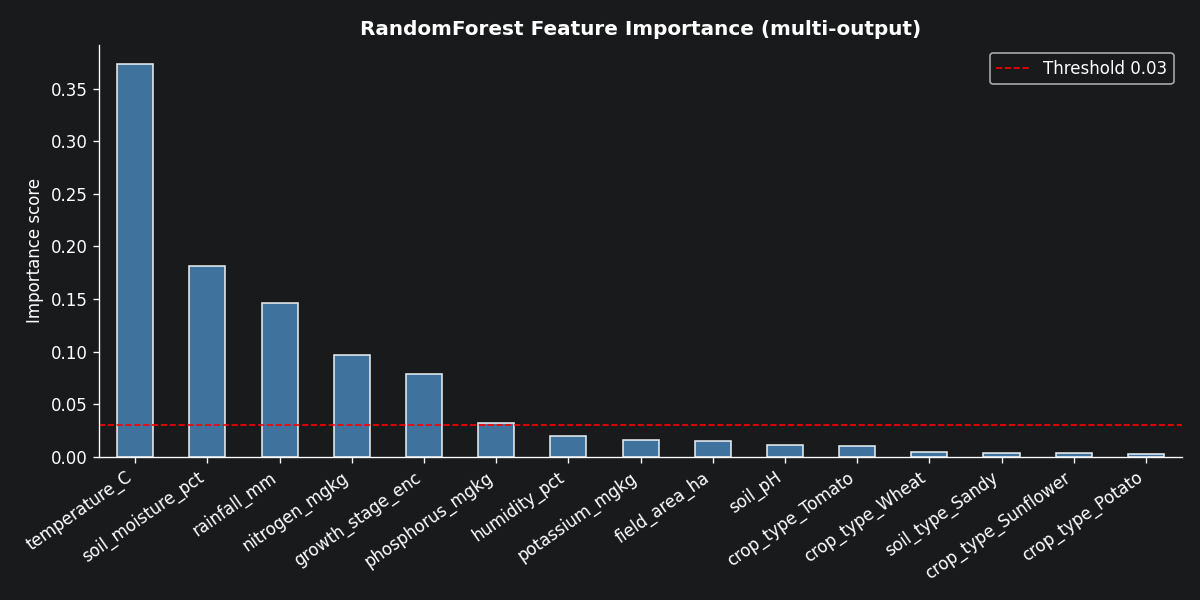 RandomForest Feature Importance (multi-output)
Threshold 0.03
Importance score
0.35
0.30
0.25
0.20
0.15
0.10
0.05
0.00
temperature_C
soil_moisture_pct
rainfall_mm
nitrogen_mgkg
growth_stage_enc
phosphorus_mgkg
humidity_pct
potassium_mgkg
field_area_ha
soil_pH
crop_type_Tomato
crop_type_Wheat
soil_type_Sandy
crop_type_Sunflower
crop_type_Potato